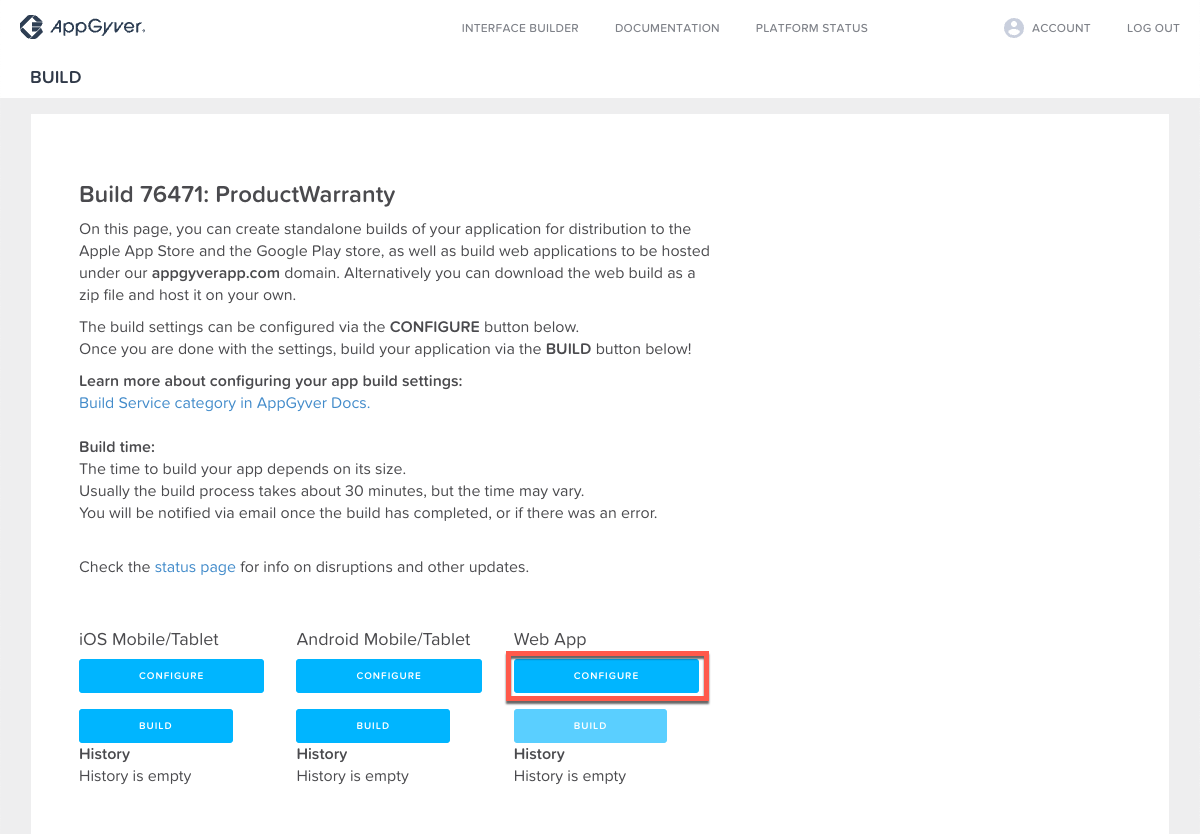 AppGyver.
INTERFACE BUILDER DOCUMENTATION PLATFORM STATUS ACCOUNT LOG OUT
BUILD
Build 76471: ProductWarranty
On this page, you can create standalone builds of your application for distribution to the
Apple App Store and the Google Play store, as well as build web applications to be hosted
under our appgyverapp.com domain. Alternatively you can download the web build as a
zip file and host it on your own.
The build settings can be configured via the CONFIGURE button below.
Once you are done with the settings, build your application via the BUILD button below!
Learn more about configuring your app build settings:
Build Service category in AppGyver Docs.
Build time:
The time to build your app depends on its size.
Usually the build process takes about 30 minutes, but the time may vary.
You will be notified via email once the build has completed, or if there was an error.
Check the status page for info on disruptions and other updates.
iOS Mobile/Tablet Android Mobile/Tablet Web App
CONFIGURE CONFIGURE CONFIGURE
BUILD BUILD BUILD
History History History
History is empty History is empty History is empty